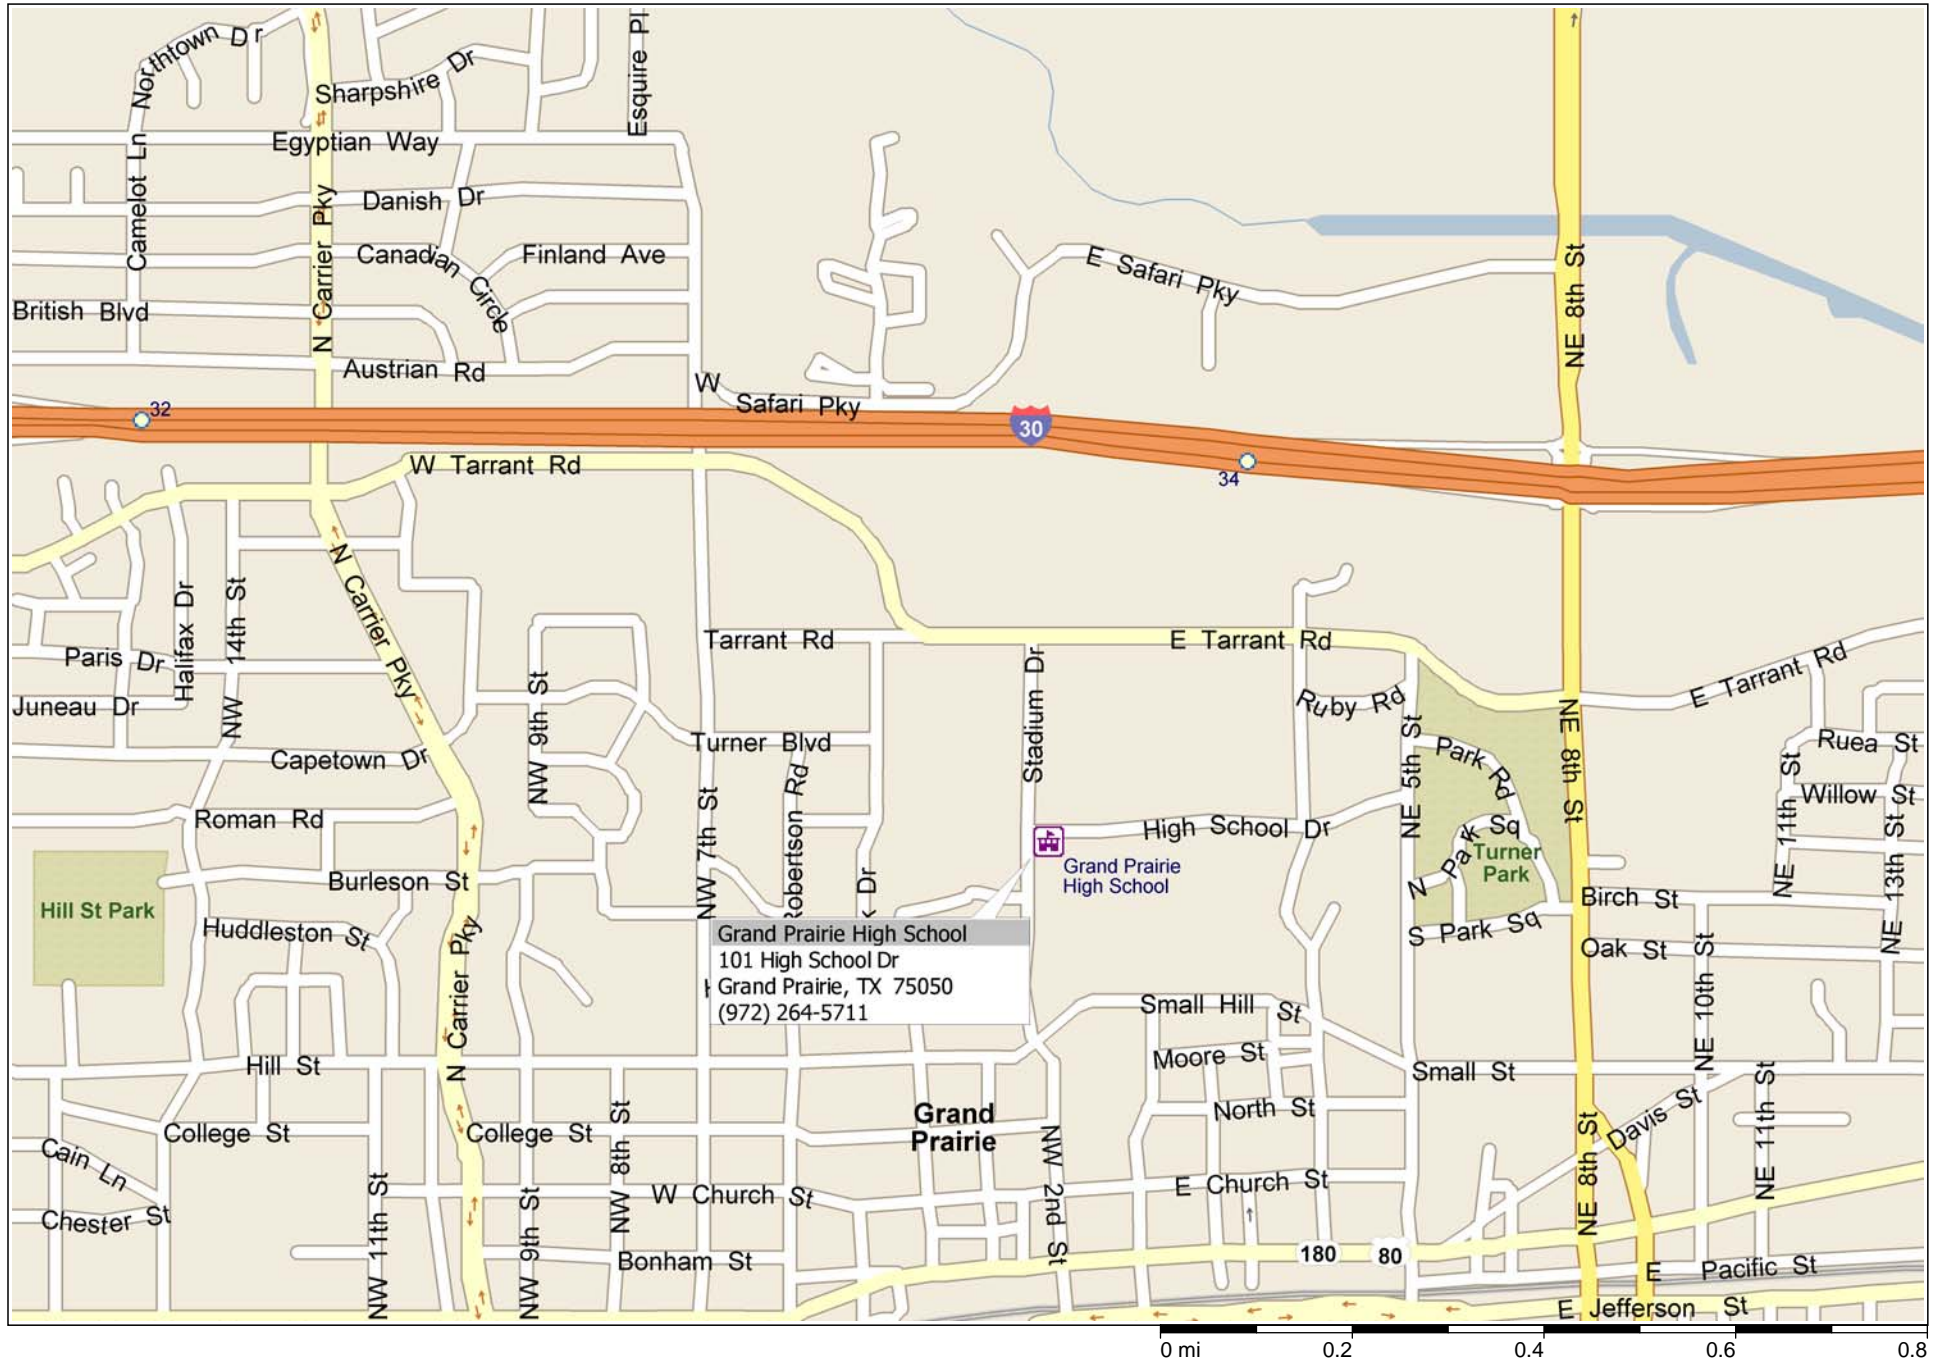 Northtown Dr
Esquire Pl
Sharpshire Dr
Egyptian Way
Camelot Ln
N Carrier Pky
Danish Dr
Canadian Circle
Finland Ave
E Safari Pky
NE 8th St
British Blvd
Austrian Rd
W Safari Pky
32
30
34
W Tarrant Rd
N Carrier Pky
Halifax Dr
NW 14th St
Paris Dr
Juneau Dr
Capetown Dr
Roman Rd
Tarrant Rd
E Tarrant Rd
E Tarrant Rd
NW 9th St
Stadium Dr
Ruby Rd
NE 5th St
NE 8th St
Turner Blvd
Robertson Rd
NW 7th St
Park Rd
N Park Sq
Turner
Park
S Park Sq
High School Dr
Grand Prairie
High School
Ruea St
Willow St
NE 11th St
NE 13th St
Birch St
Oak St
NE 10th St
Burleson St
Hill St Park
Huddleston St
N Carrier Pky
k Dr
Grand Prairie High School
101 High School Dr
Grand Prairie, TX 75050
(972) 264-5711
Small Hill St
Moore St
Small St
North St
Davis St
NE 11th St
Hill St
College St
College St
Cain Ln
Chester St
NW 11th St
NW 9th St
NW 8th St
Grand
Prairie
W Church St
NW 2nd St
E Church St
NE 8th St
Bonham St
180
80
E Pacific St
E Jefferson St
0 mi 0.2 0.4 0.6 0.8